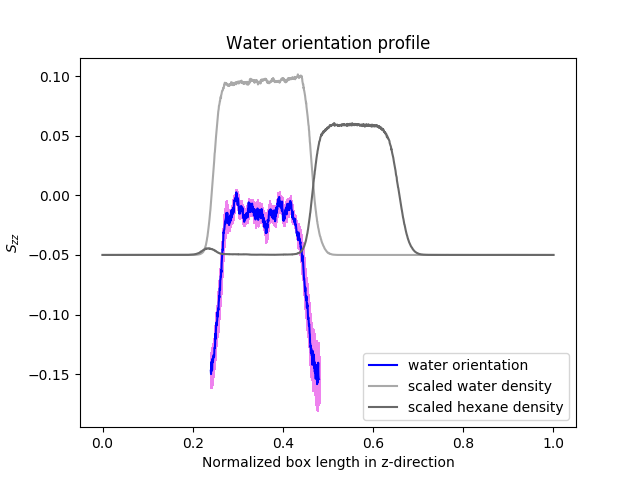 Water orientation profile
0.10
0.05
0.00
−0.05
−0.10
−0.15
S_zz
0.0 0.2 0.4 0.6 0.8 1.0
Normalized box length in z-direction
water orientation
scaled water density
scaled hexane density